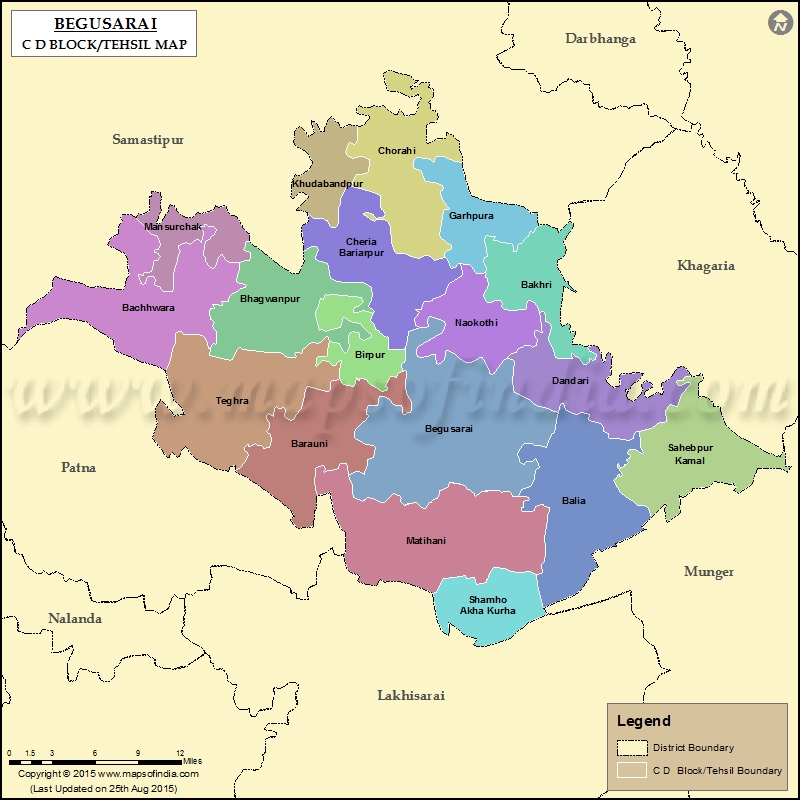 BEGUSARAI
C D BLOCK/TEHSIL MAP
N
Darbhanga
Samastipur
Chorahi
Khudabandpur
Garhpura
Mansurchak
Cheria
Bariarpur
Khagaria
Bakhri
Bhagwanpur
Bachhwara
Naokothi
Birpur
Dandari
www.mapsofindia.com
Teghra
Begusarai
Barauni
Sahebpur
Kamal
Patna
Balia
Matihani
Munger
Shamho
Akha Kurha
Nalanda
Lakhisarai
Legend
District Boundary
C D Block/Tehsil Boundary
0 1.5 3 6 9 12
Miles
Copyright © 2015 www.mapsofindia.com
(Last Updated on 25th Aug 2015)